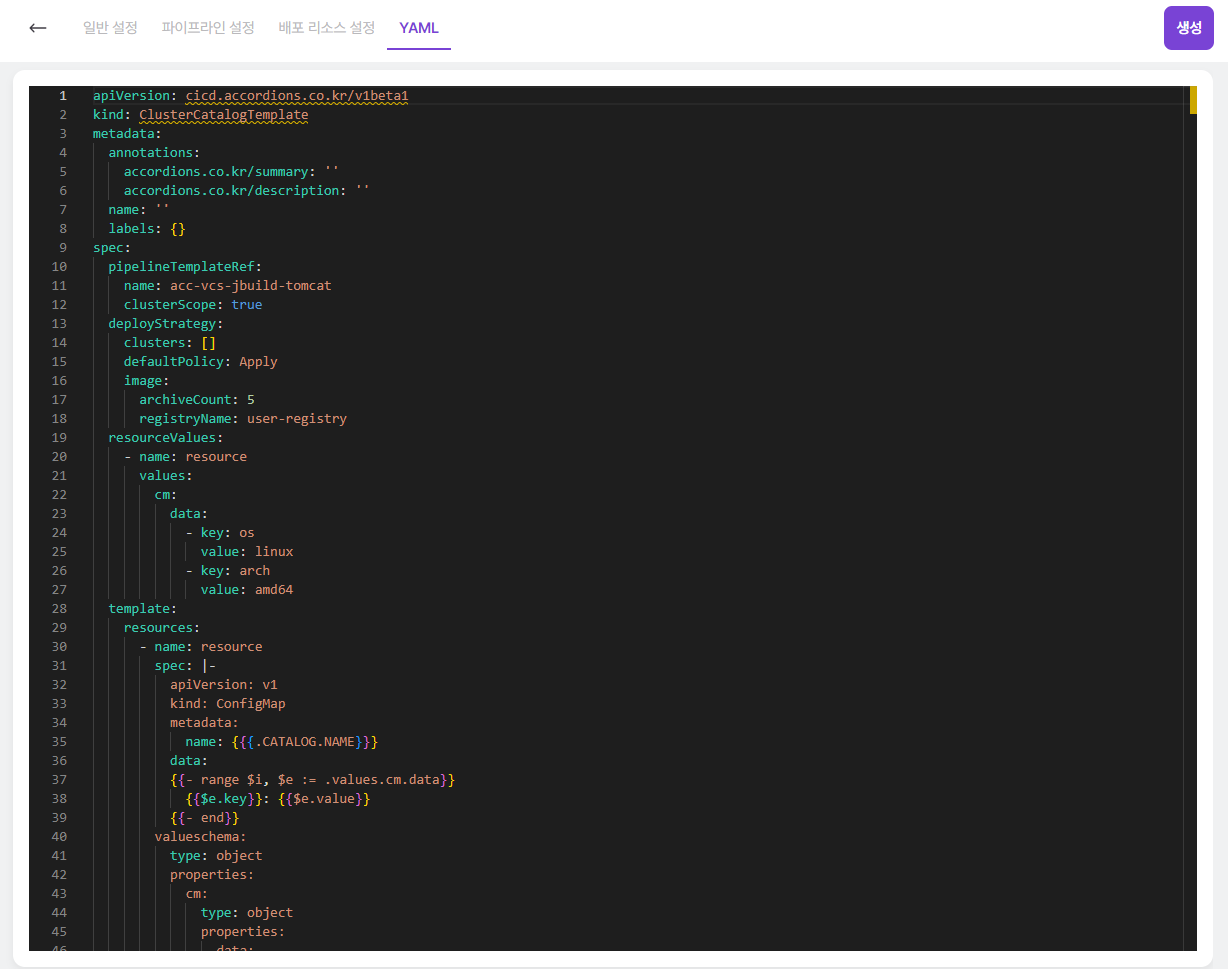 일반 설정 파이프라인 설정 배포 리소스 설정 YAML 생성
1 apiVersion: cicd.accordions.co.kr/v1beta1
2 kind: ClusterCatalogTemplate
3 metadata:
4   annotations:
5     accordions.co.kr/summary: ''
6     accordions.co.kr/description: ''
7   name: ''
8   labels: {}
9 spec:
10   pipelineTemplateRef:
11     name: acc-vcs-jbuild-tomcat
12     clusterScope: true
13   deployStrategy:
14     clusters: []
15     defaultPolicy: Apply
16     image:
17       archiveCount: 5
18       registryName: user-registry
19   resourceValues:
20     - name: resource
21       values:
22         cm:
23           data:
24             - key: os
25               value: linux
26             - key: arch
27               value: amd64
28   template:
29     resources:
30       - name: resource
31         spec: |-
32           apiVersion: v1
33           kind: ConfigMap
34           metadata:
35             name: {{{.CATALOG.NAME}}}
36           data:
37           {{- range $i, $e := .values.cm.data}}
38             {{$e.key}}: {{$e.value}}
39           {{- end}}
40         valueschema:
41           type: object
42           properties:
43             cm:
44               type: object
45               properties:
46                 data: